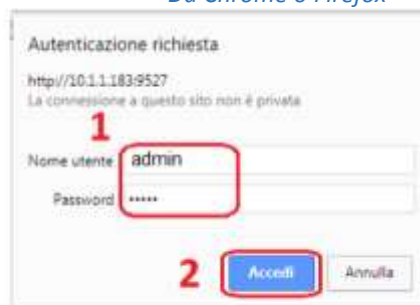 Da Chrome o Firefox
Autenticazione richiesta
http://10.1.1.183:9527
La connessione a questo sito non è privata
1
Nome utente admin
Password •••••
2 Accedi Annulla